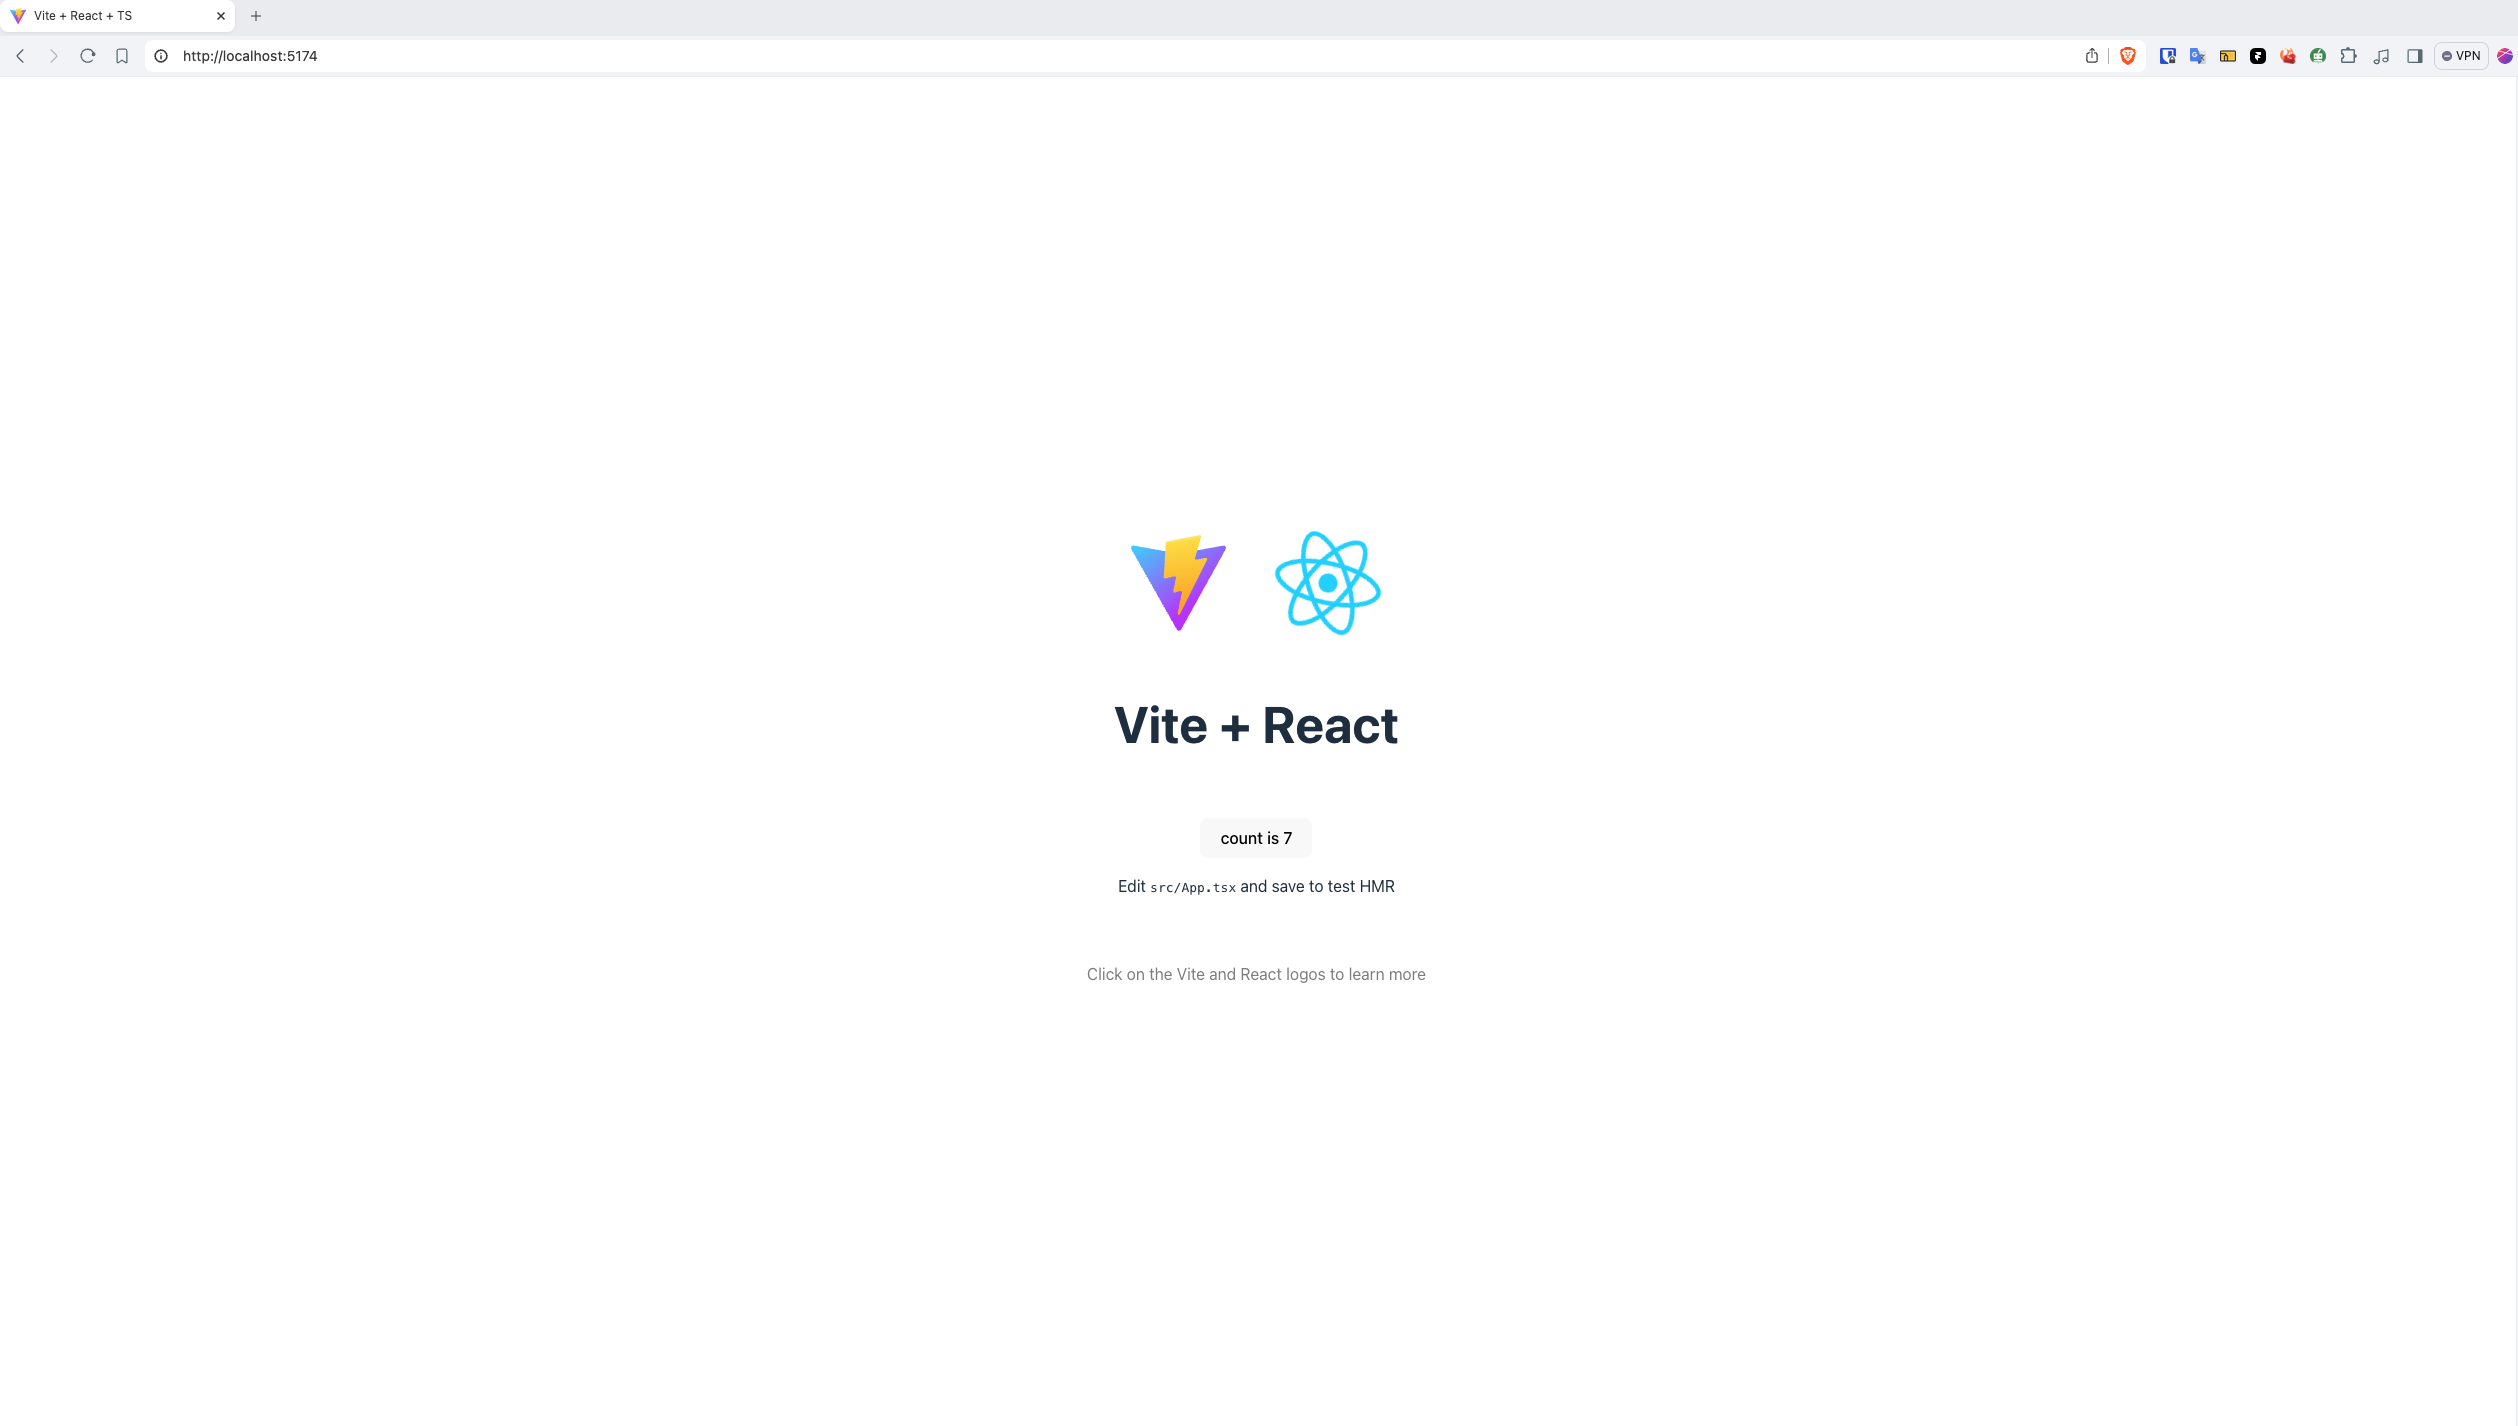 Vite + React + TS
http://localhost:5174
VPN
Vite + React
count is 7
Edit src/App.tsx and save to test HMR
Click on the Vite and React logos to learn more